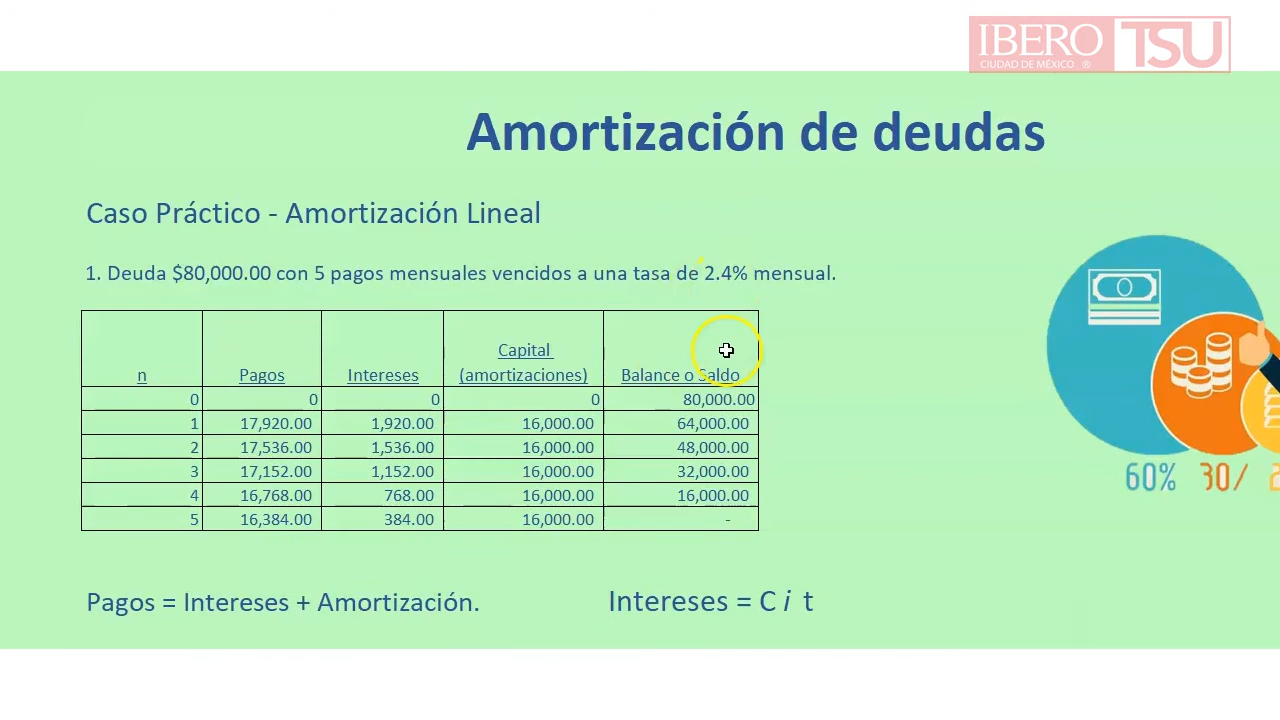 IBERO TSU
CIUDAD DE MÉXICO ®
Amortización de deudas
Caso Práctico - Amortización Lineal
1. Deuda $80,000.00 con 5 pagos mensuales vencidos a una tasa de 2.4% mensual.
n Pagos Intereses Capital (amortizaciones) Balance o Saldo
0 0 0 0 80,000.00
1 17,920.00 1,920.00 16,000.00 64,000.00
2 17,536.00 1,536.00 16,000.00 48,000.00
3 17,152.00 1,152.00 16,000.00 32,000.00
4 16,768.00 768.00 16,000.00 16,000.00
5 16,384.00 384.00 16,000.00 -
60% 30/ 2
Pagos = Intereses + Amortización.
Intereses = C i t